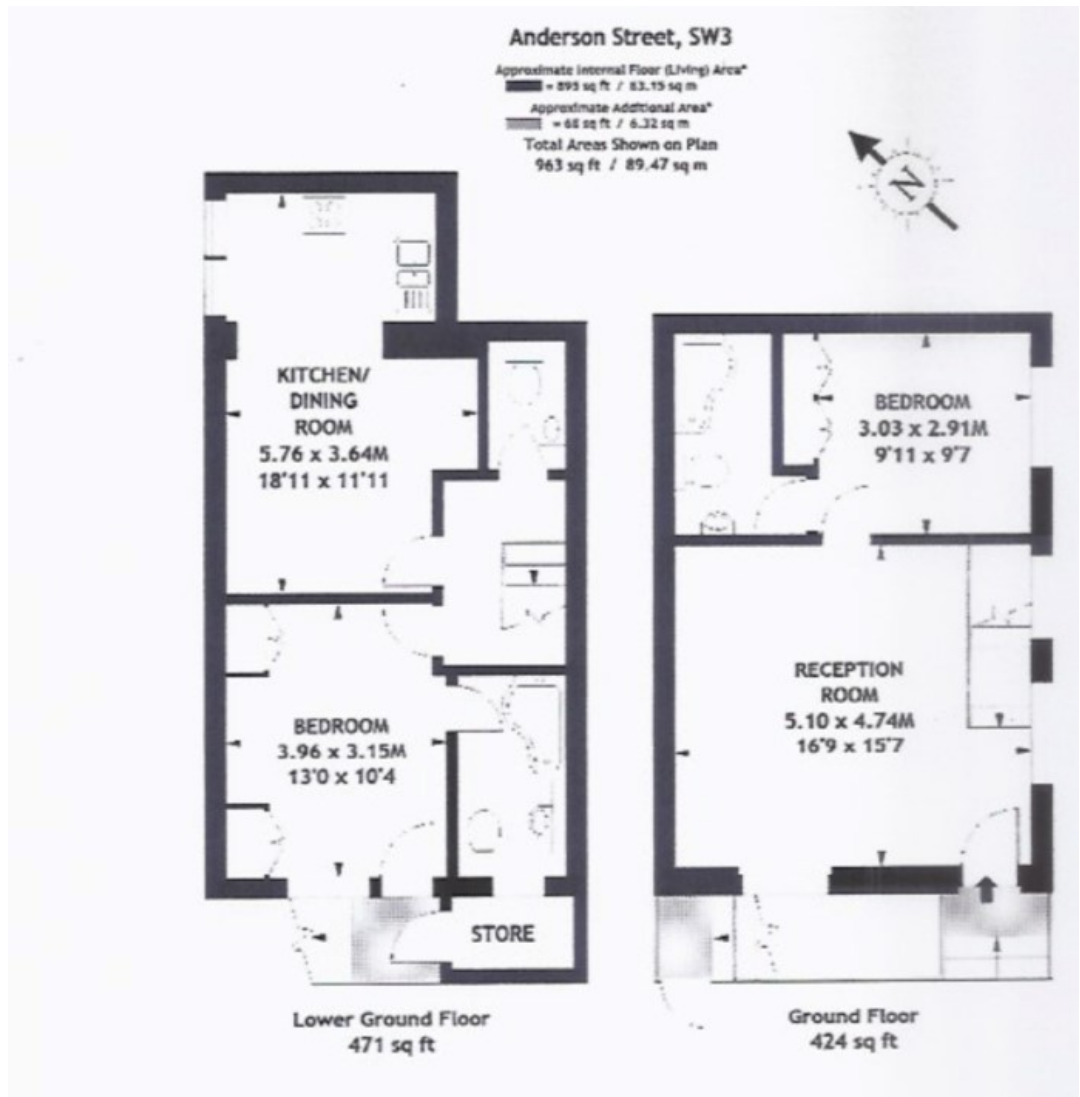 Anderson Street, SW3
Approximate Internal Floor (Living) Area*
= 895 sq ft / 83.15 sq m
Approximate Additional Area*
= 68 sq ft / 6.32 sq m
Total Areas Shown on Plan
963 sq ft / 89.47 sq m
N
KITCHEN/
DINING
ROOM
5.76 x 3.64M
18'11 x 11'11
BEDROOM
3.96 x 3.15M
13'0 x 10'4
STORE
Lower Ground Floor
471 sq ft
BEDROOM
3.03 x 2.91M
9'11 x 9'7
RECEPTION
ROOM
5.10 x 4.74M
16'9 x 15'7
Ground Floor
424 sq ft